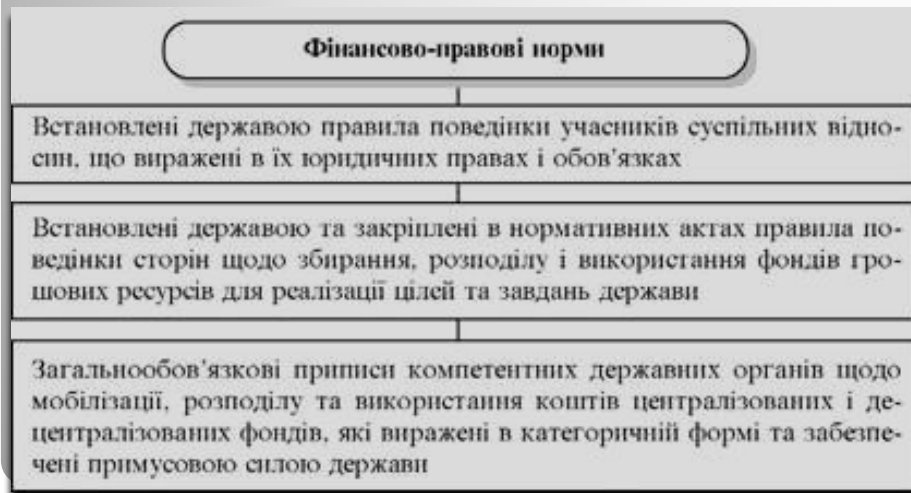 Фінансово-правові норми
Встановлені державою правила поведінки учасників суспільних відно-
син, що виражені в їх юридичних правах і обов’язках
Встановлені державою та закріплені в нормативних актах правила по-
ведінки сторін щодо збирання, розподілу і використання фондів гро-
шових ресурсів для реалізації цілей та завдань держави
Загальнообов’язкові приписи компетентних державних органів щодо
мобілізації, розподілу та використання коштів централізованих і де-
централізованих фондів, які виражені в категоричній формі та забезпе-
чені примусовою силою держави